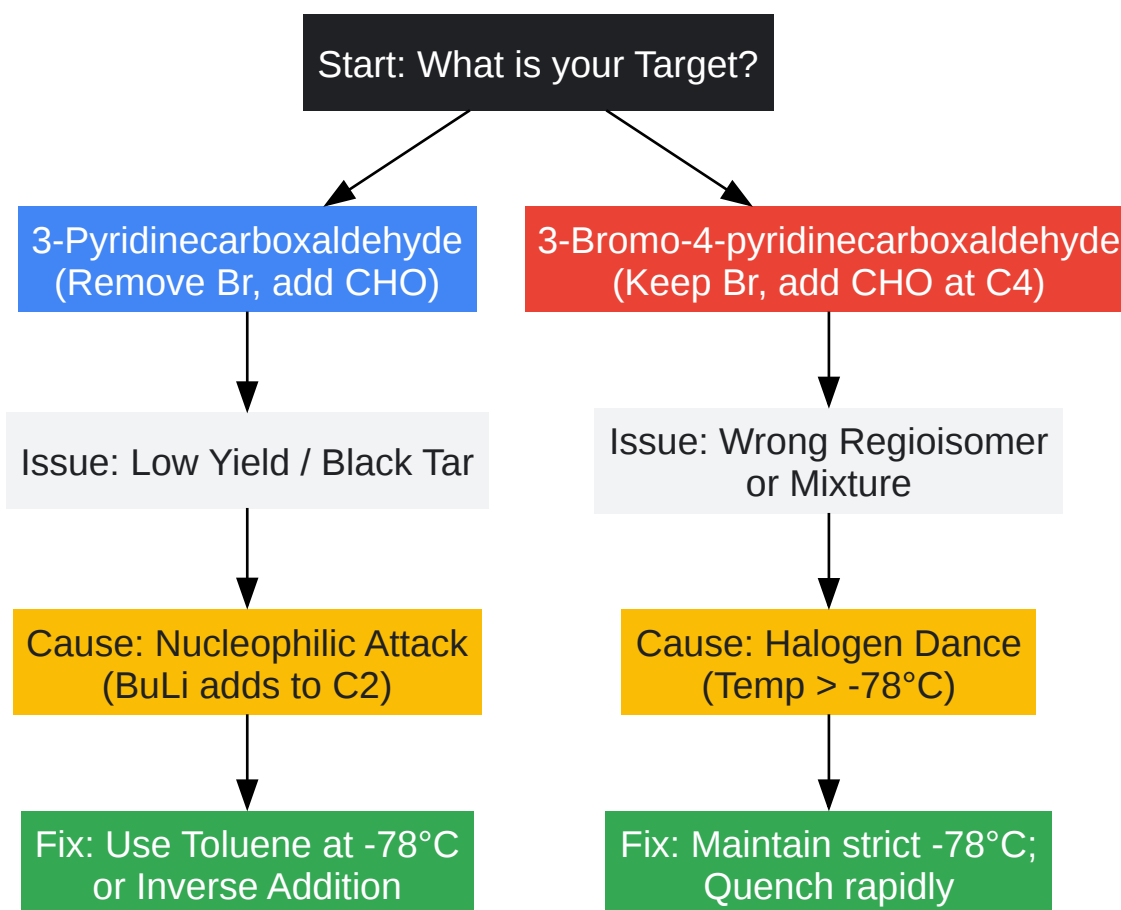 Start: What is your Target?
3-Pyridinecarboxaldehyde
(Remove Br, add CHO)
3-Bromo-4-pyridinecarboxaldehyde
(Keep Br, add CHO at C4)
Issue: Low Yield / Black Tar
Issue: Wrong Regioisomer
or Mixture
Cause: Nucleophilic Attack
(BuLi adds to C2)
Cause: Halogen Dance
(Temp > -78°C)
Fix: Use Toluene at -78°C
or Inverse Addition
Fix: Maintain strict -78°C;
Quench rapidly